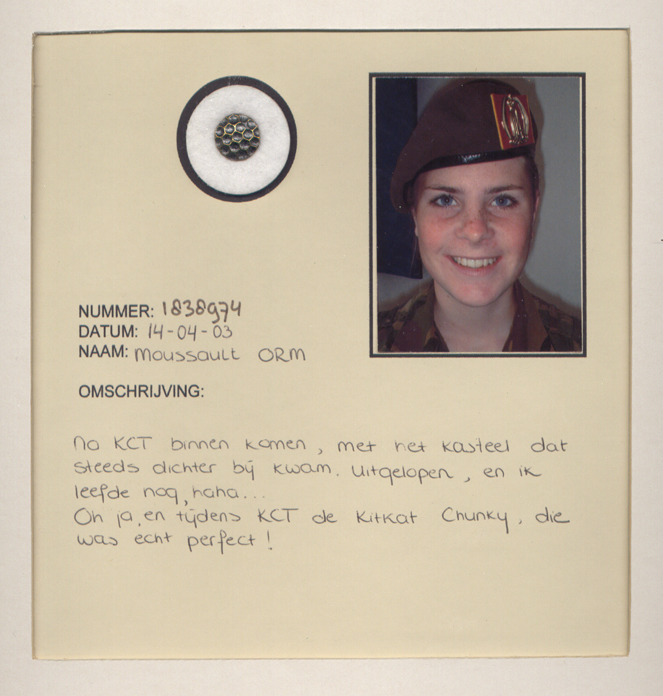 NUMMER: 1838974
DATUM: 14-04-03
NAAM: Moussault ORM
OMSCHRIJVING:
Na KCT binnen komen, met het kasteel dat
steeds dichter bij kwam. Uitgelopen, en ik
leefde nog, haha...
Oh ja, en tijdens KCT de KitKat Chunky, die
was echt perfect!